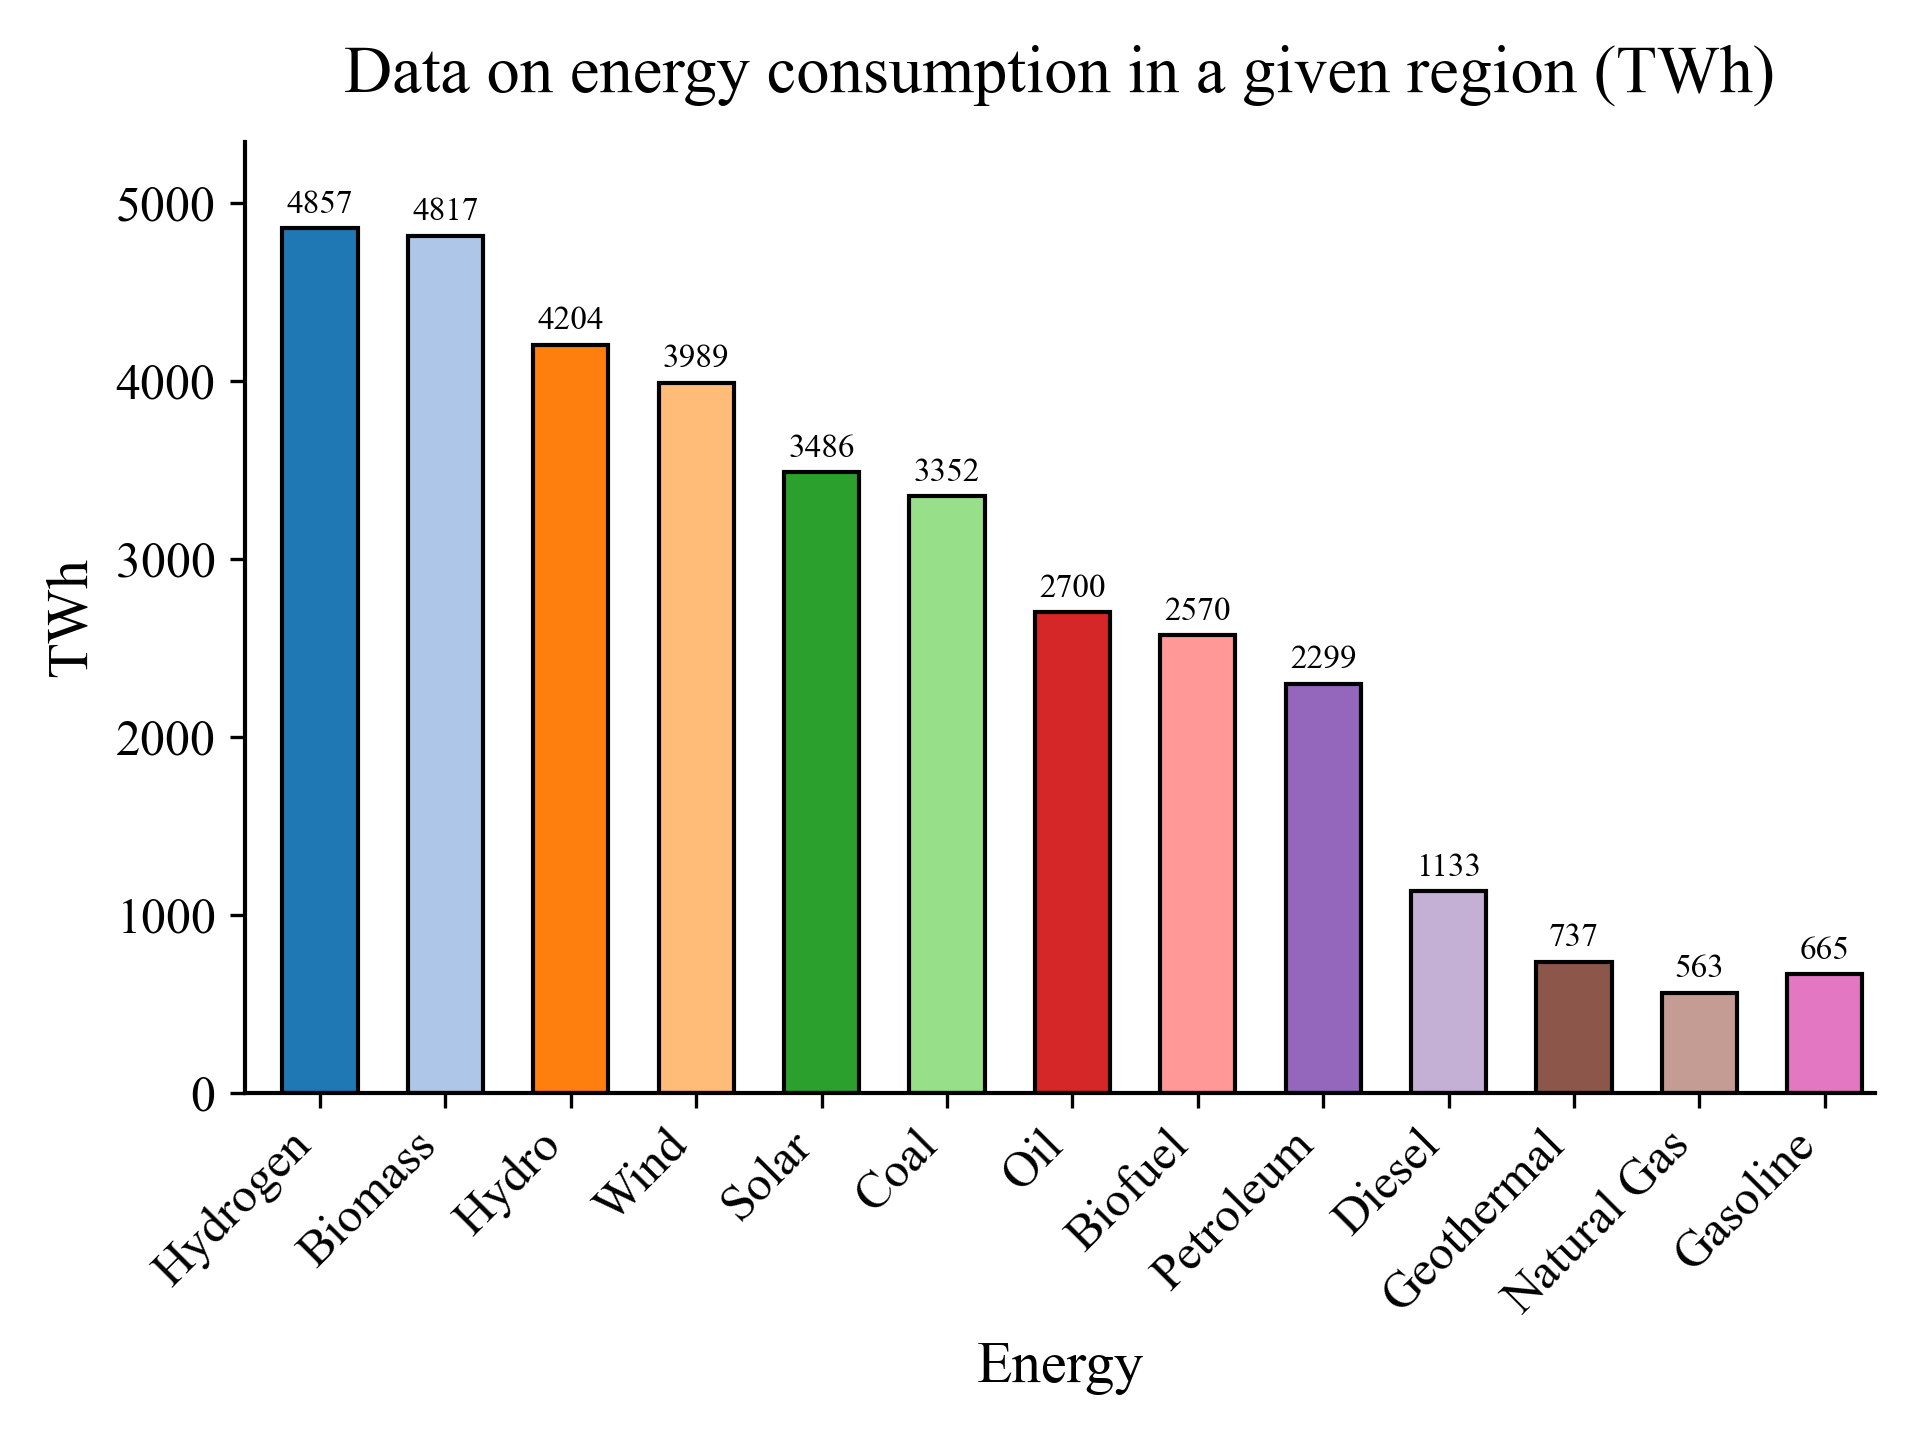 Data on energy consumption in a given region (TWh)
TWh
5000
4000
3000
2000
1000
0
4857
4817
4204
3989
3486
3352
2700
2570
2299
1133
737
563
665
Hydrogen
Biomass
Hydro
Wind
Solar
Coal
Oil
Biofuel
Petroleum
Diesel
Geothermal
Natural Gas
Gasoline
Energy